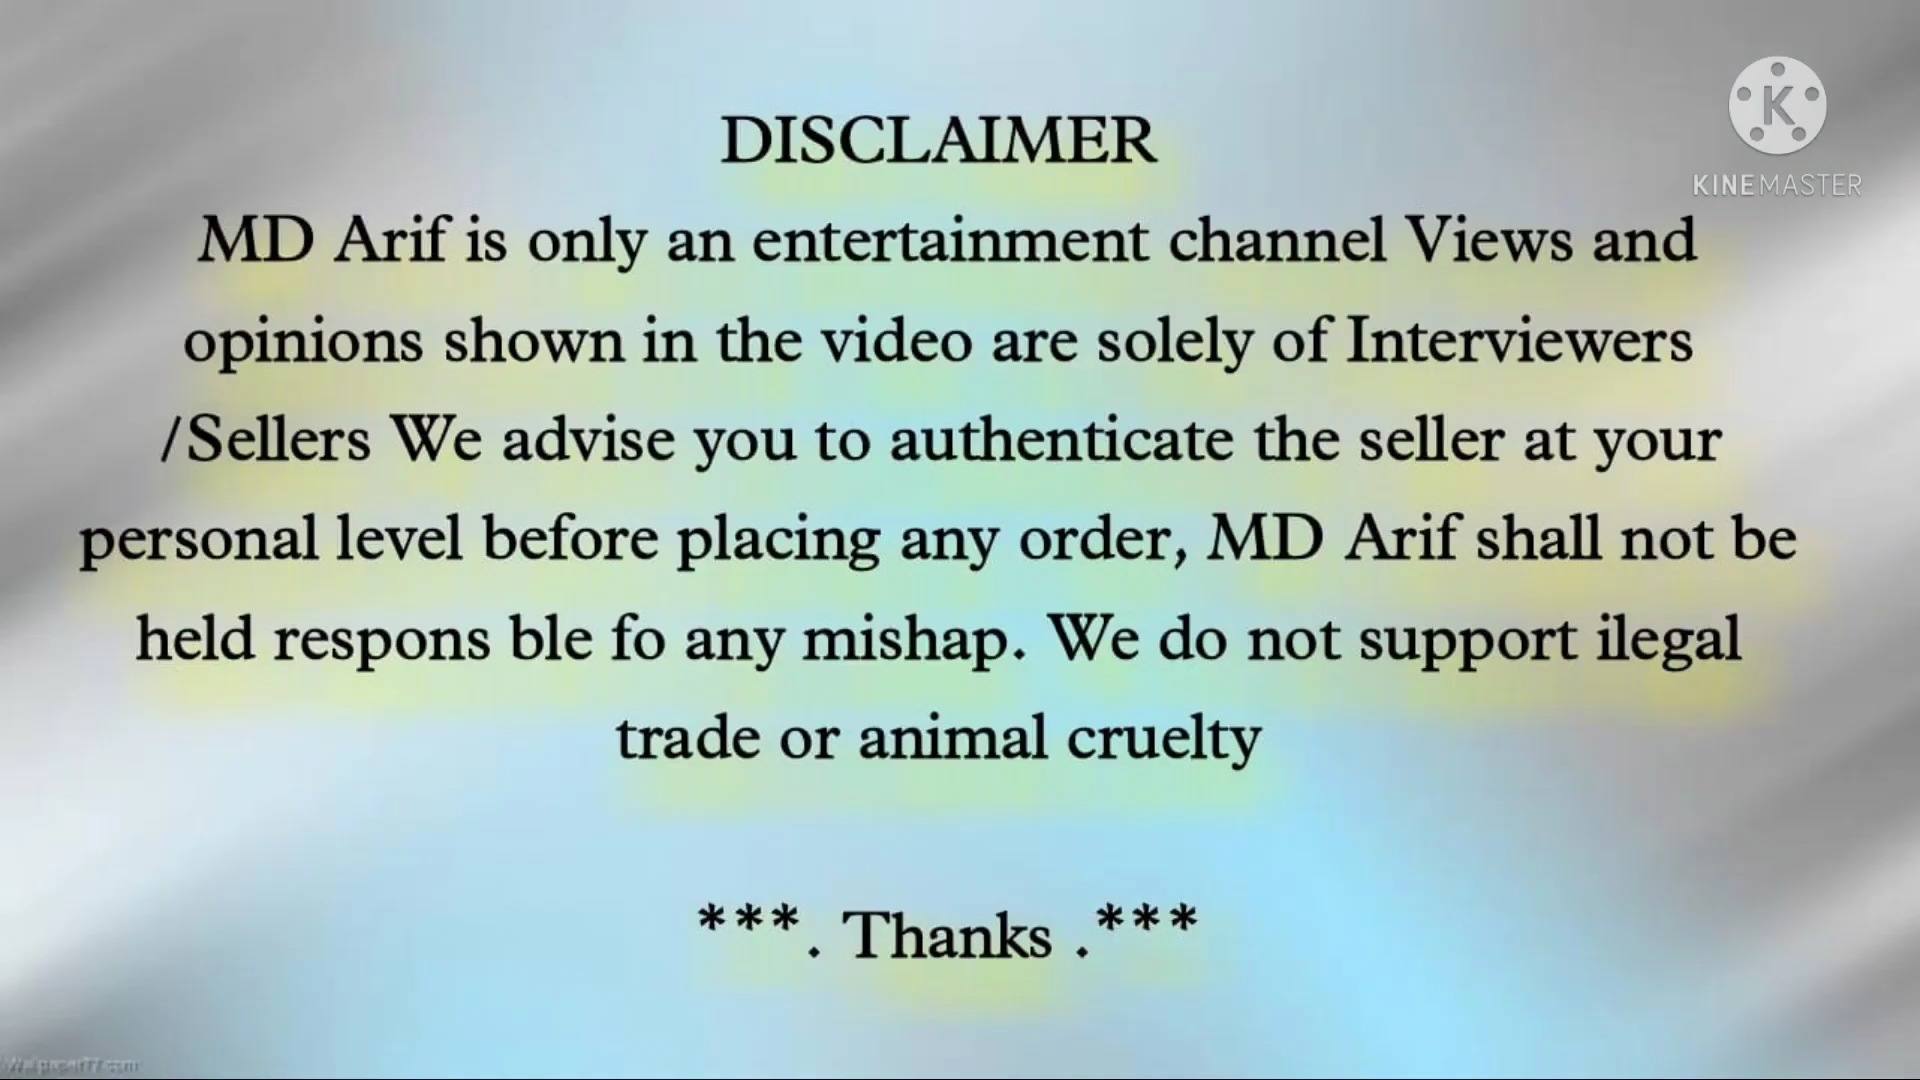 DISCLAIMER
K
KINEMASTER
MD Arif is only an entertainment channel Views and
opinions shown in the video are solely of Interviewers
/Sellers We advise you to authenticate the seller at your
personal level before placing any order, MD Arif shall not be
held respons ble fo any mishap. We do not support ilegal
trade or animal cruelty
***. Thanks .***
Wallpaper77.com